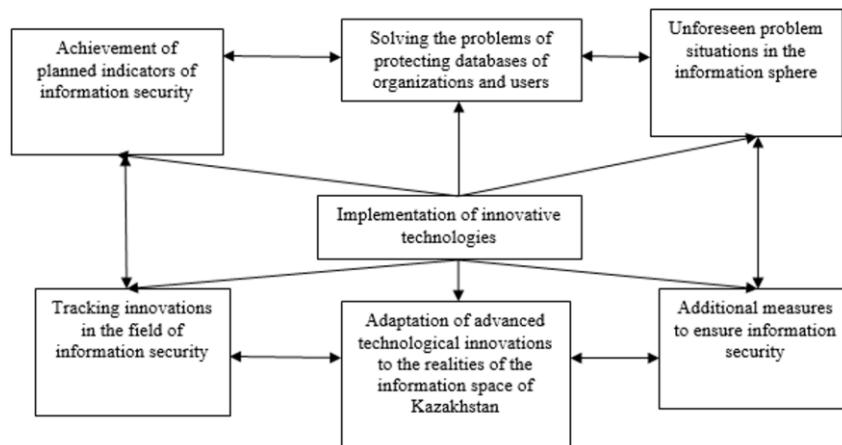 Achievement of
planned indicators of
information security
Solving the problems of
protecting databases of
organizations and users
Unforeseen problem
situations in the
information sphere
Implementation of innovative
technologies
Tracking innovations
in the field of
information security
Adaptation of advanced
technological innovations
to the realities of the
information space of
Kazakhstan
Additional measures
to ensure information
security